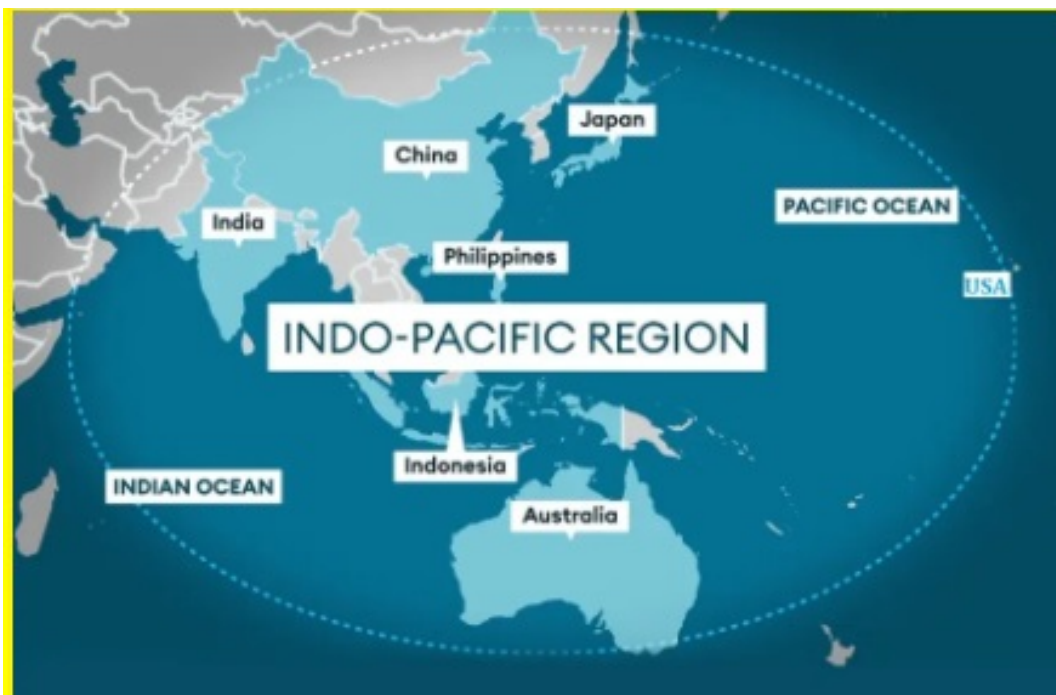 Japan
China
PACIFIC OCEAN
India
Philippines
USA
INDO-PACIFIC REGION
Indonesia
INDIAN OCEAN
Australia